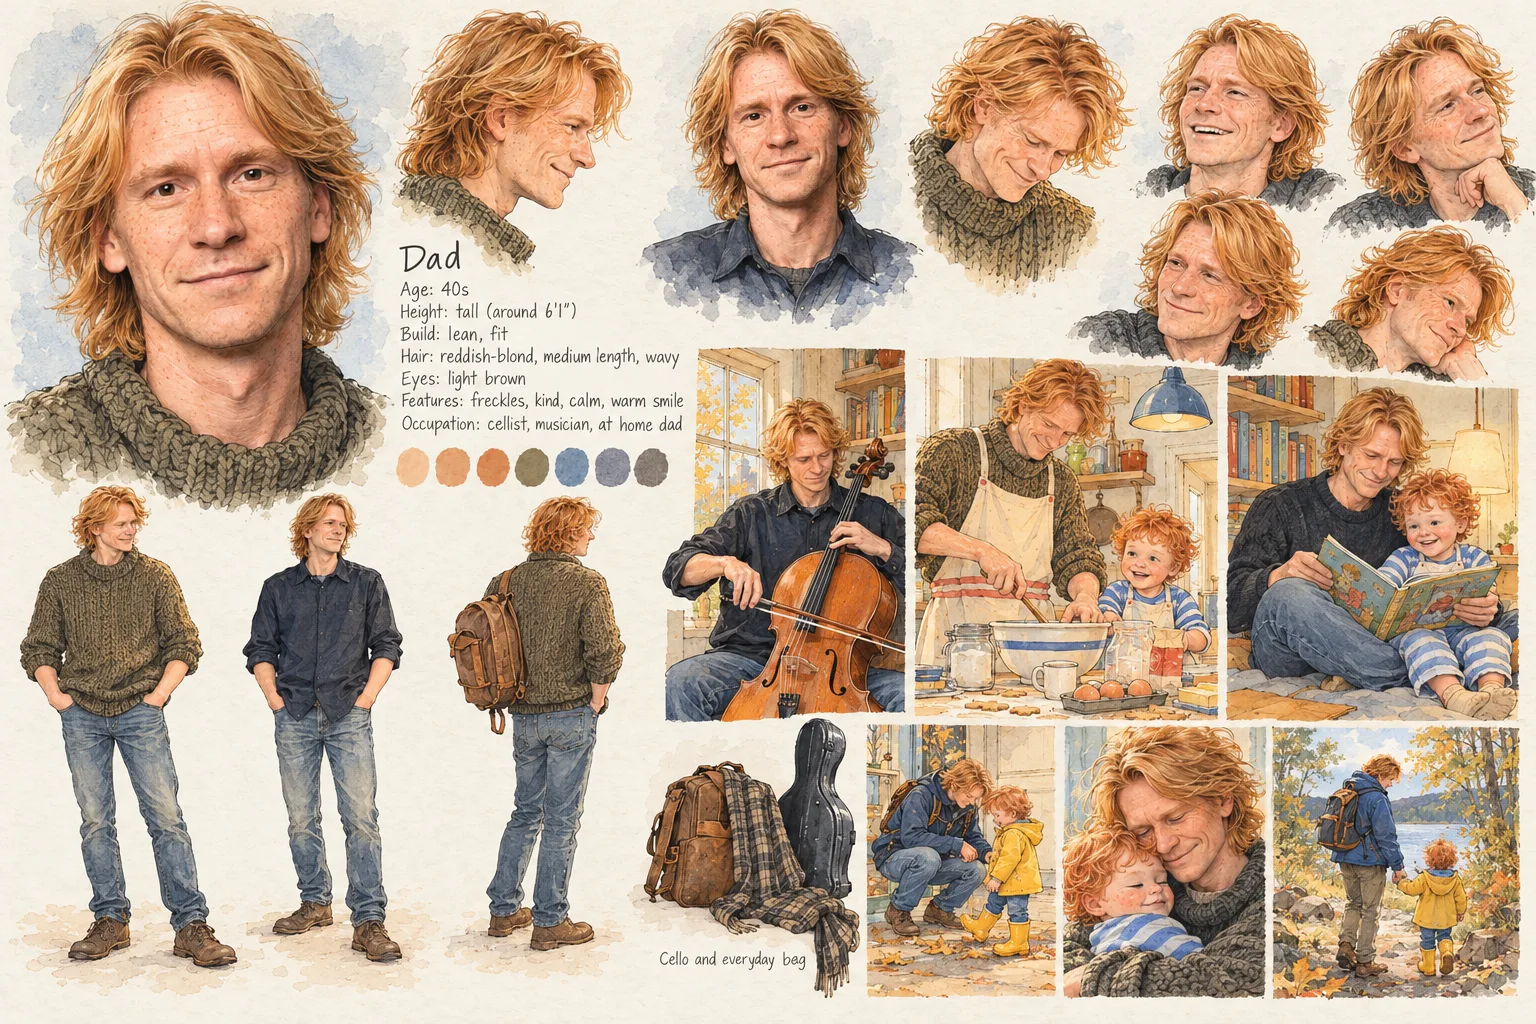 Dad
Age: 40s
Height: tall (around 6'1")
Build: lean, fit
Hair: reddish-blond, medium length, wavy
Eyes: light brown
Features: freckles, kind, calm, warm smile
Occupation: cellist, musician, at home dad
Cello and everyday bag